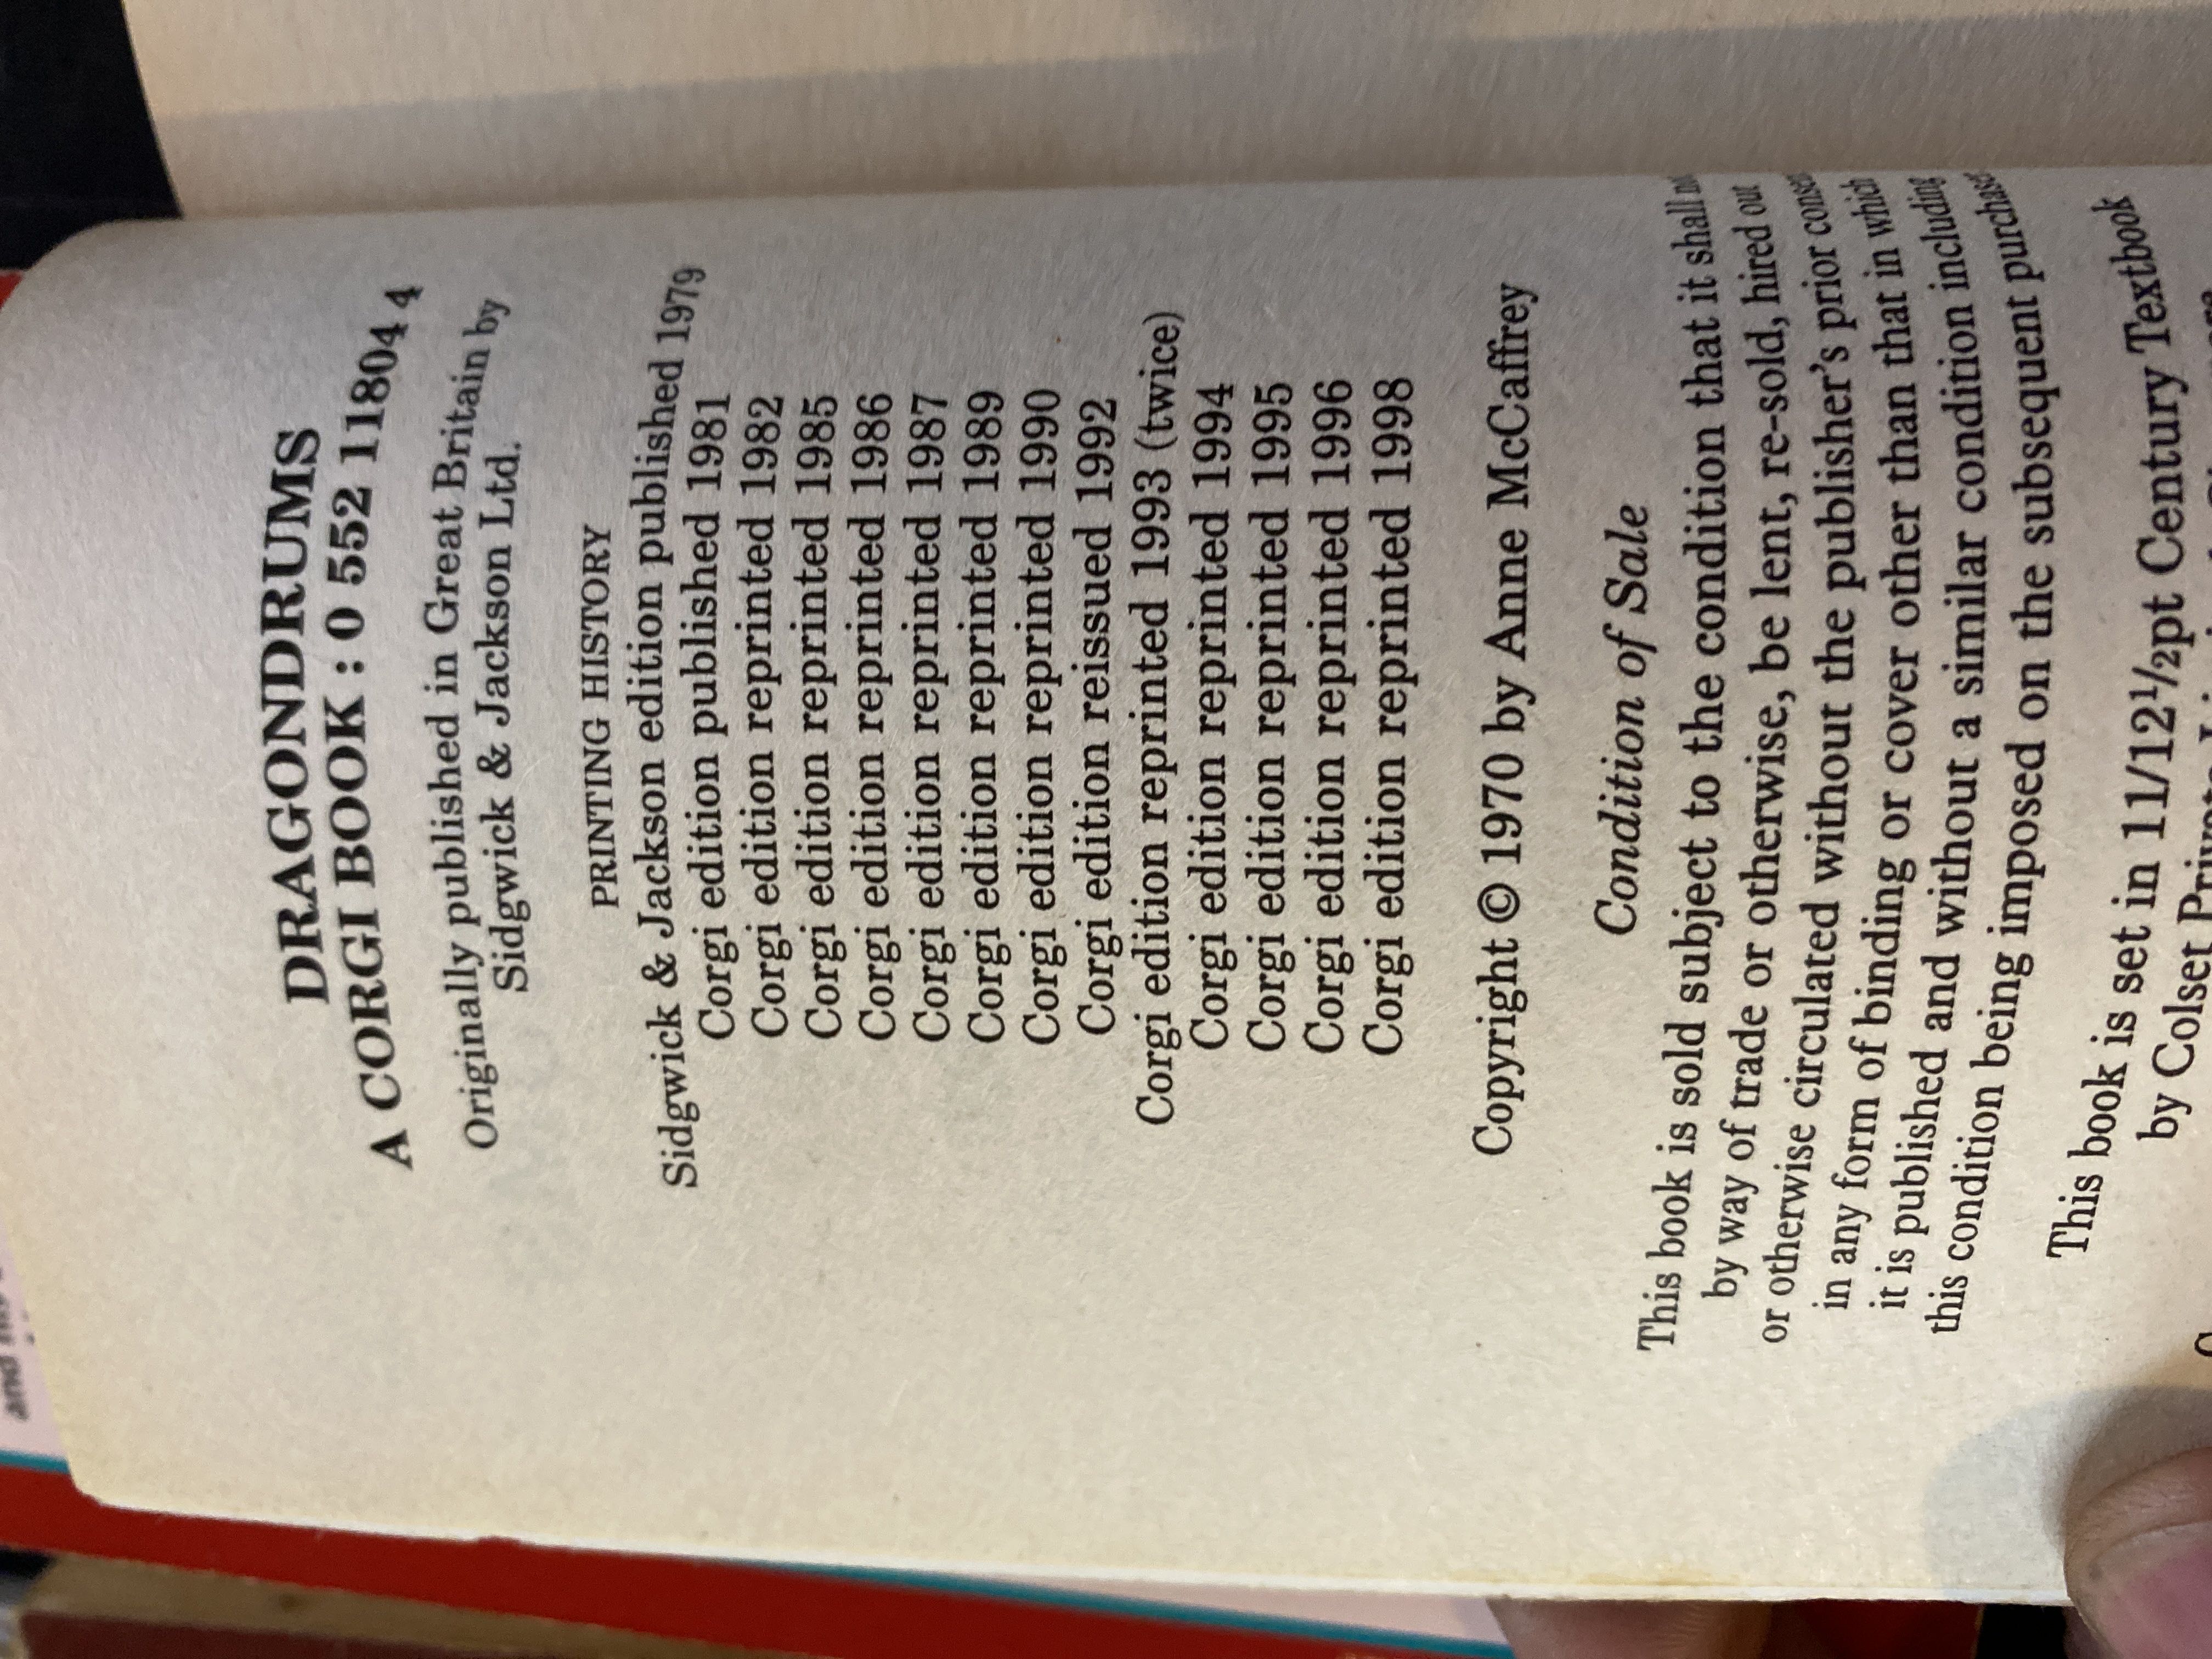 DRAGONDRUMS
A CORGI BOOK : 0 552 11804 4
Originally published in Great Britain by
Sidgwick & Jackson Ltd.
PRINTING HISTORY
Sidgwick & Jackson edition published 1979
Corgi edition published 1981
Corgi edition reprinted 1982
Corgi edition reprinted 1985
Corgi edition reprinted 1986
Corgi edition reprinted 1987
Corgi edition reprinted 1989
Corgi edition reprinted 1990
Corgi edition reissued 1992
Corgi edition reprinted 1993 (twice)
Corgi edition reprinted 1994
Corgi edition reprinted 1995
Corgi edition reprinted 1996
Corgi edition reprinted 1998
Copyright © 1970 by Anne McCaffrey
Condition of Sale
This book is sold subject to the condition that it shall
by way of trade or otherwise, be lent, re-sold, hired out
or otherwise circulated without the publisher's prior
in any form of binding or cover other than that in which
it is published and without a similar condition including
this condition being imposed on the subsequent
This book is set in 11/12½pt Century Textbook
by Colset
and